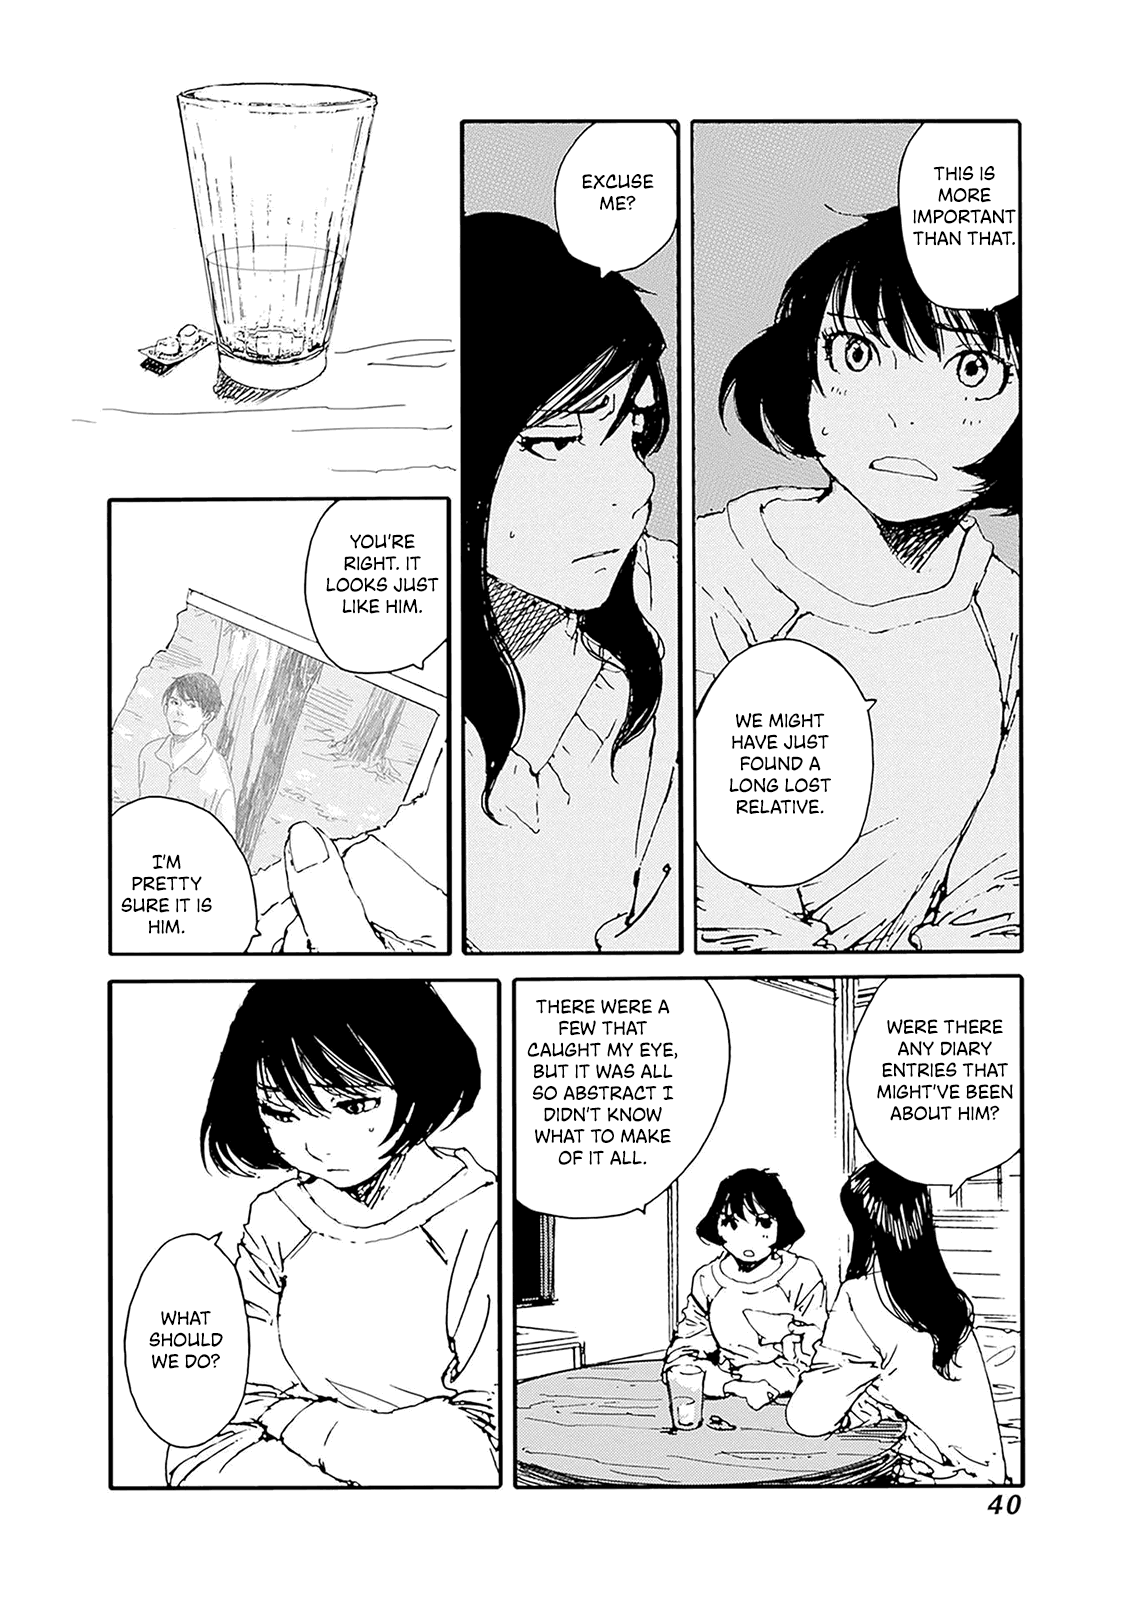 THIS IS
MORE
IMPORTANT
THAN THAT.
WE MIGHT
HAVE JUST
FOUND A
LONG LOST
RELATIVE.
EXCUSE
ME?
YOU'RE
RIGHT. IT
LOOKS JUST
LIKE HIM.
I'M
PRETTY
SURE IT IS
HIM.
WERE THERE
ANY DIARY
ENTRIES THAT
MIGHT'VE BEEN
ABOUT HIM?
THERE WERE A
FEW THAT
CAUGHT MY EYE,
BUT IT WAS ALL
SO ABSTRACT I
DIDN'T KNOW
WHAT TO MAKE
OF IT ALL.
WHAT
SHOULD
WE DO?
40